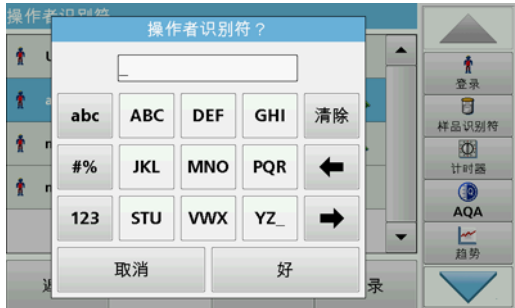 操作者识别符
操作者识别符？
_
abc ABC DEF GHI 清除
#% JKL MNO PQR
123 STU VWX YZ_
取消 好
录
登录
样品识别符
计时器
AQA
趋势